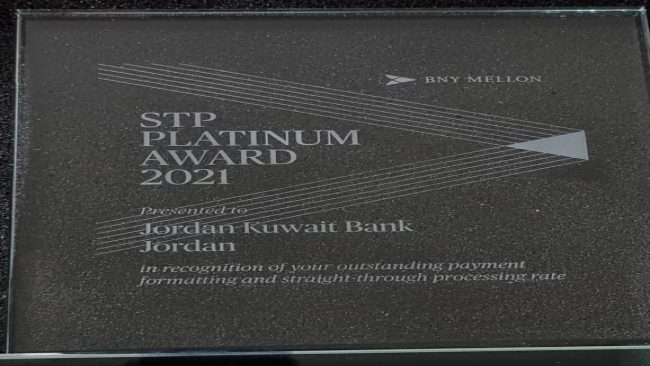 BNY MELLON
STP
PLATINUM
AWARD
2021
Presented to
Jordan Kuwait Bank
Jordan
in recognition of your outstanding payment
formatting and straight-through processing rate